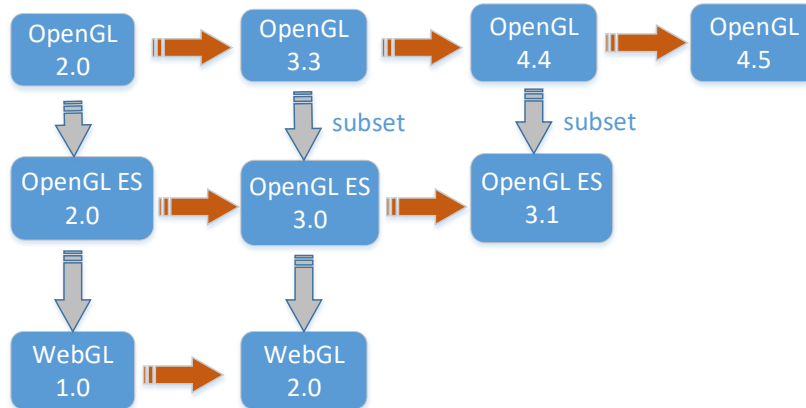 OpenGL
2.0
OpenGL
3.3
OpenGL
4.4
OpenGL
4.5
subset
subset
OpenGL ES
2.0
OpenGL ES
3.0
OpenGL ES
3.1
WebGL
1.0
WebGL
2.0